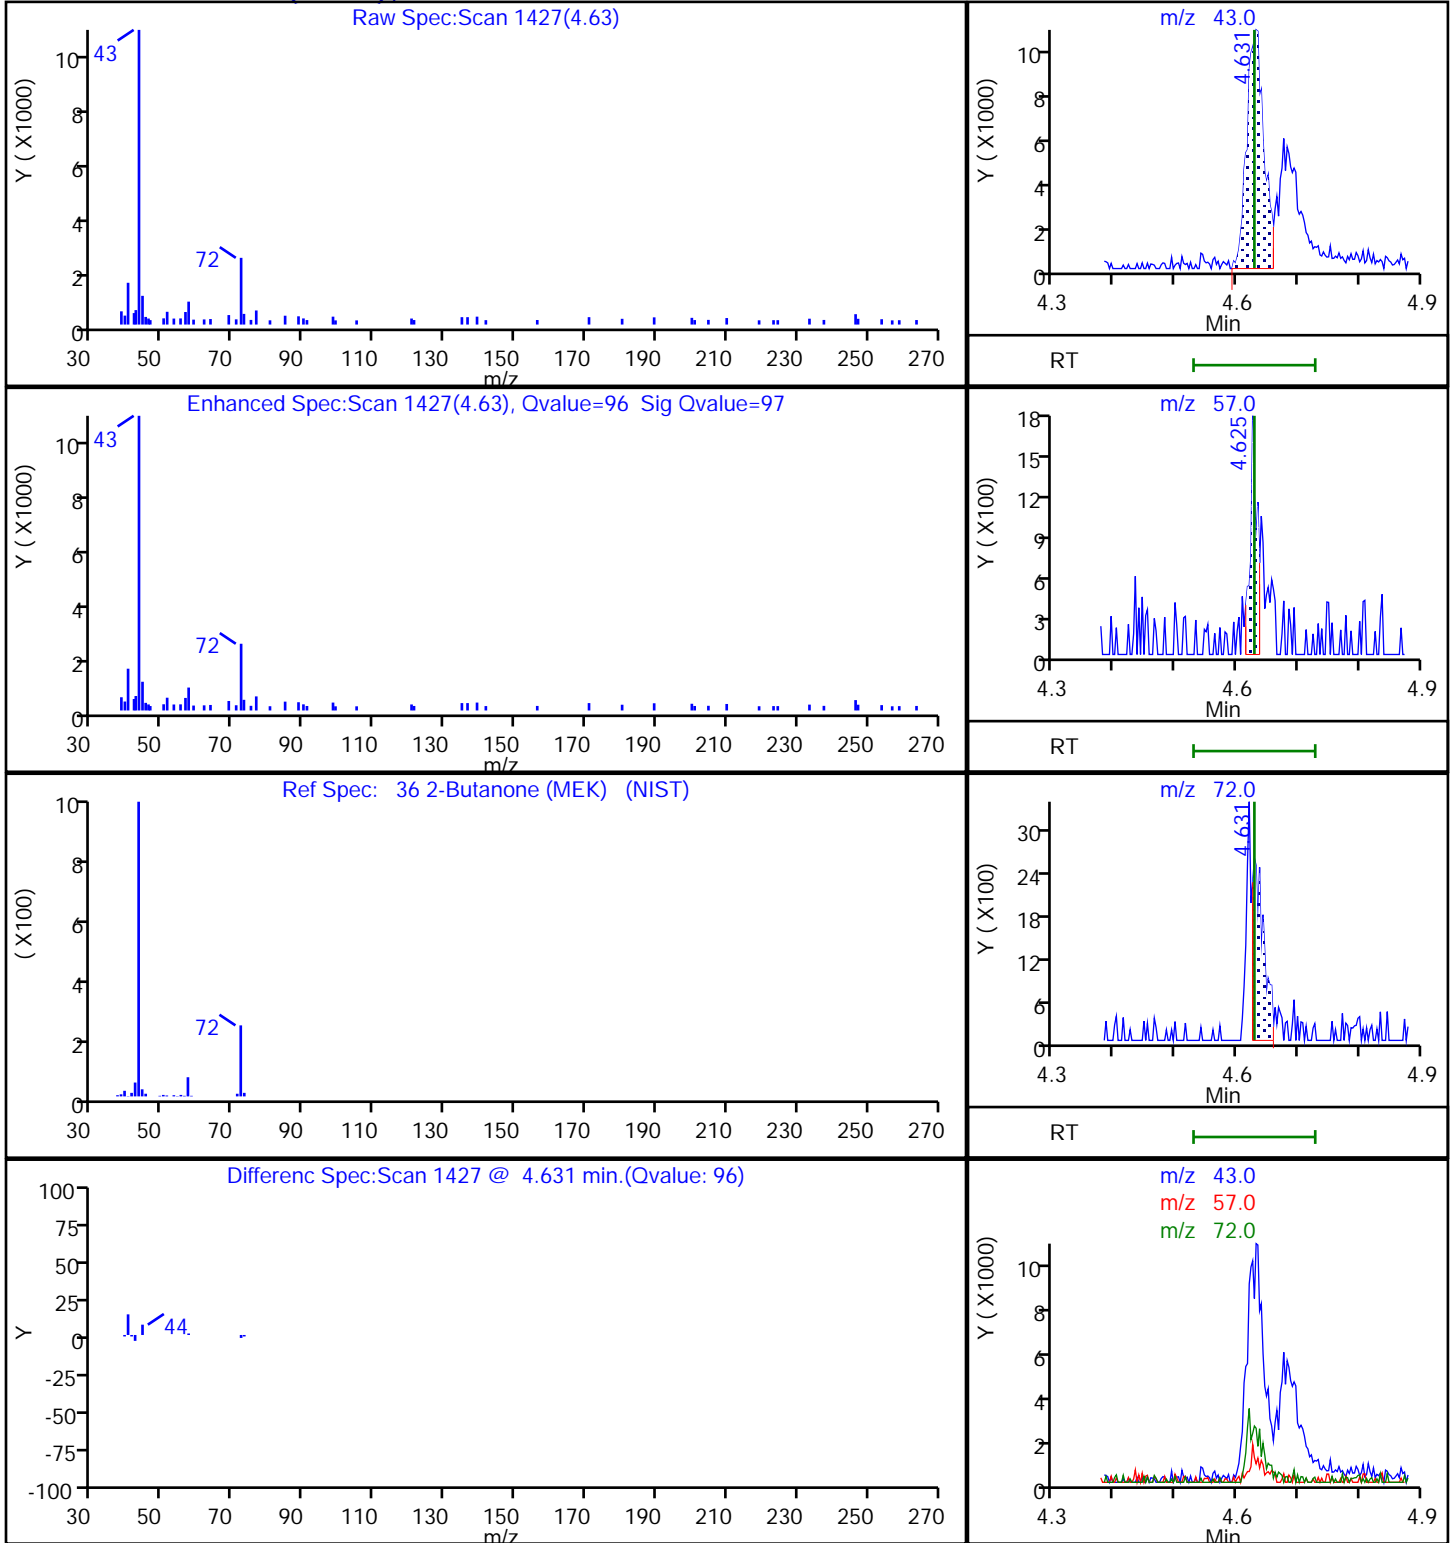 Raw Spec:Scan 1427(4.63)
Y ( X1000)
10
8
6
4
2
0
43
72
30 50 70 90 110 130 150 170 190 210 230 250 270
m/z
m/z 43.0
Y ( X1000)
10
8
6
4
2
0
4.631
4.3 4.6 4.9
Min
RT
Enhanced Spec:Scan 1427(4.63), Qvalue=96 Sig Qvalue=97
Y ( X1000)
10
8
6
4
2
0
43
72
30 50 70 90 110 130 150 170 190 210 230 250 270
m/z
m/z 57.0
Y ( X100)
18
15
12
9
6
3
0
4.625
4.3 4.6 4.9
Min
RT
Ref Spec: 36 2-Butanone (MEK) (NIST)
( X100)
10
8
6
4
2
0
72
30 50 70 90 110 130 150 170 190 210 230 250 270
m/z 72.0
Y ( X100)
30
24
18
12
6
0
4.631
4.3 4.6 4.9
Min
RT
Differenc Spec:Scan 1427 @ 4.631 min.(Qvalue: 96)
Y
100
75
50
25
0
-25
-50
-75
-100
44
30 50 70 90 110 130 150 170 190 210 230 250 270
m/z
m/z 43.0
m/z 57.0
m/z 72.0
Y ( X1000)
10
8
6
4
2
0
4.3 4.6 4.9
Min